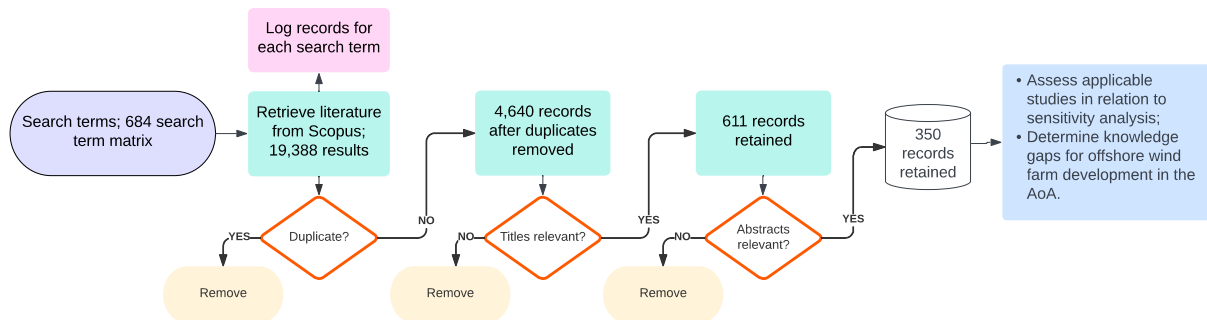 Log records for
each search term
Search terms; 684 search
term matrix
Retrieve literature
from Scopus;
19,388 results
4,640 records
after duplicates
removed
611 records
retained
350
records
retained
• Assess applicable
studies in relation to
sensitivity analysis;
• Determine knowledge
gaps for offshore wind
farm development in the
AoA.
Duplicate?
YES
NO
Remove
Titles relevant?
NO
YES
Remove
Abstracts
relevant?
NO
YES
Remove